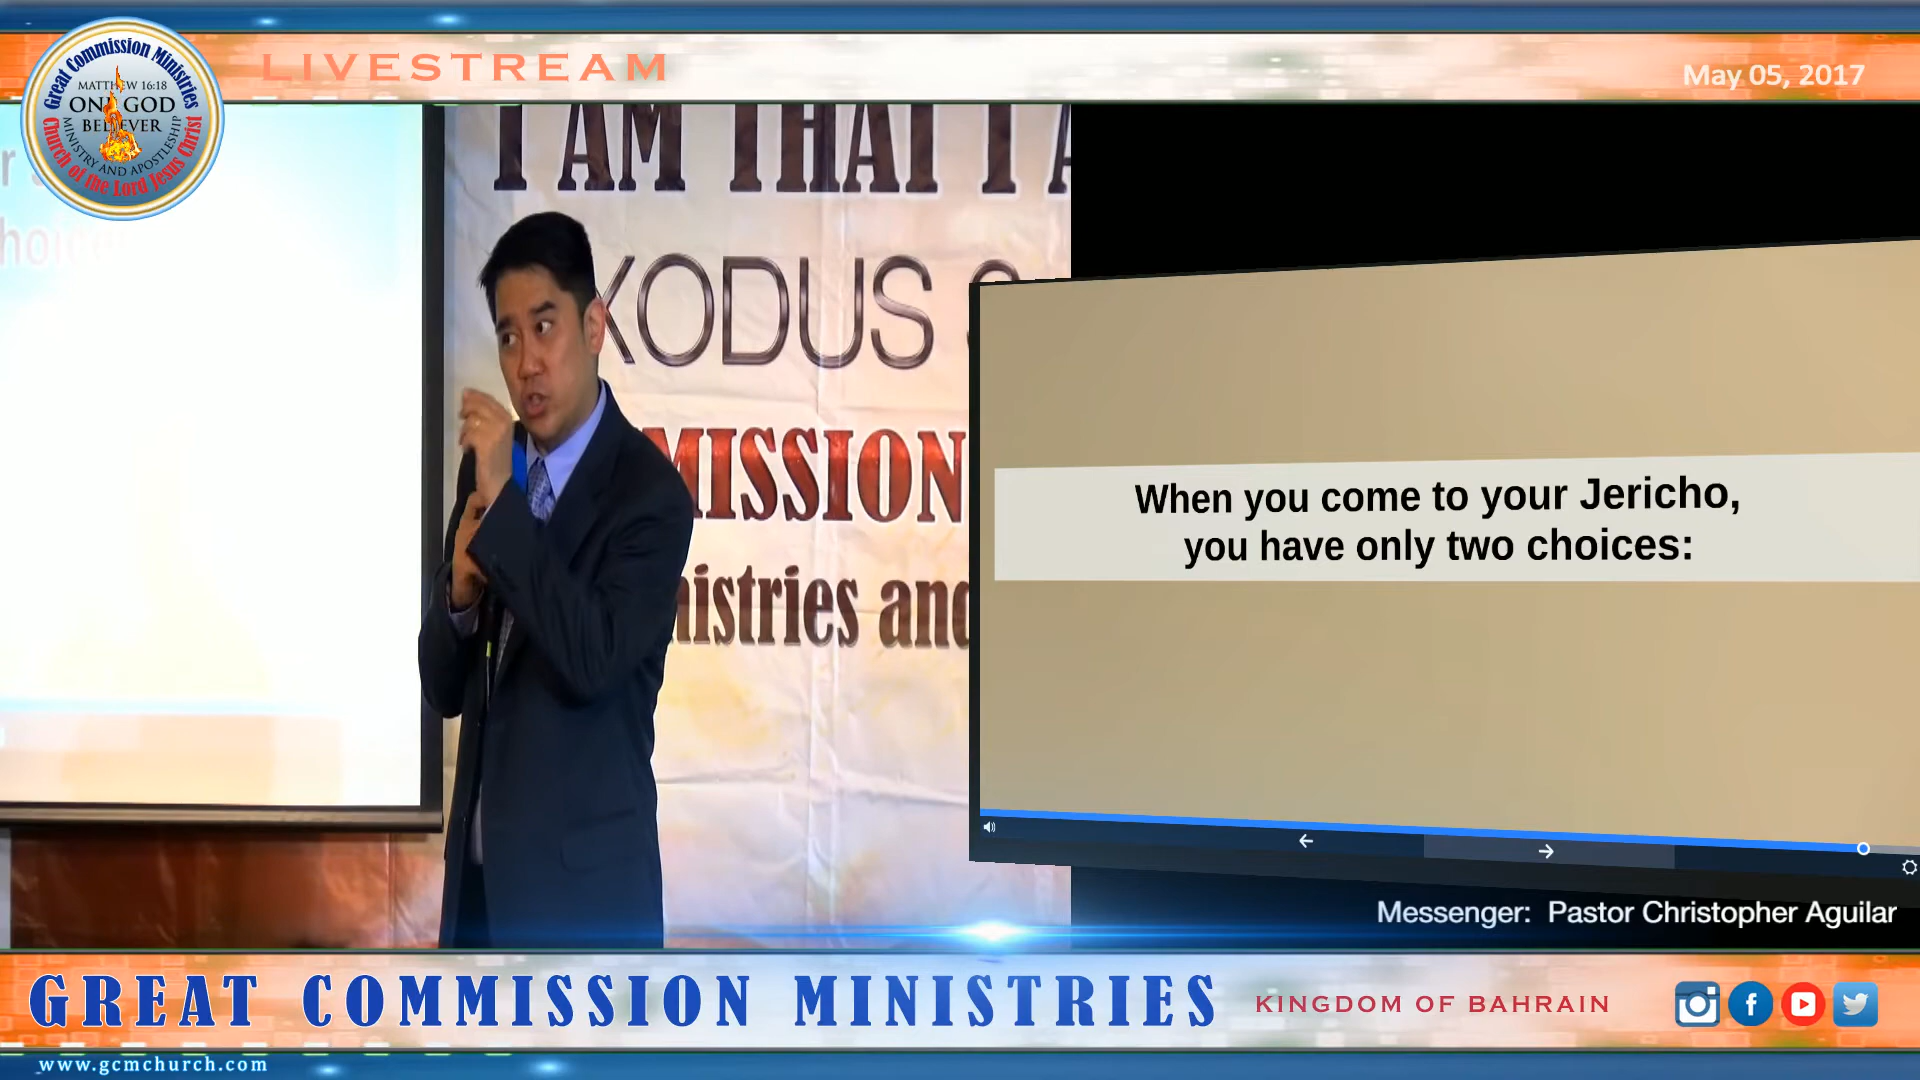 LIVESTREAM
May 05, 2017
Great Commission Ministries
MATTHEW 16:18
ONE GOD
BELIEVER
MINISTRY AND APOSTLESHIP
Church of the Lord Jesus Christ
I AM THAT I A
XODUS
MISSION
nistries and
When you come to your Jericho,
you have only two choices:
Messenger: Pastor Christopher Aguilar
GREAT COMMISSION MINISTRIES
KINGDOM OF BAHRAIN
www.gcmchurch.com